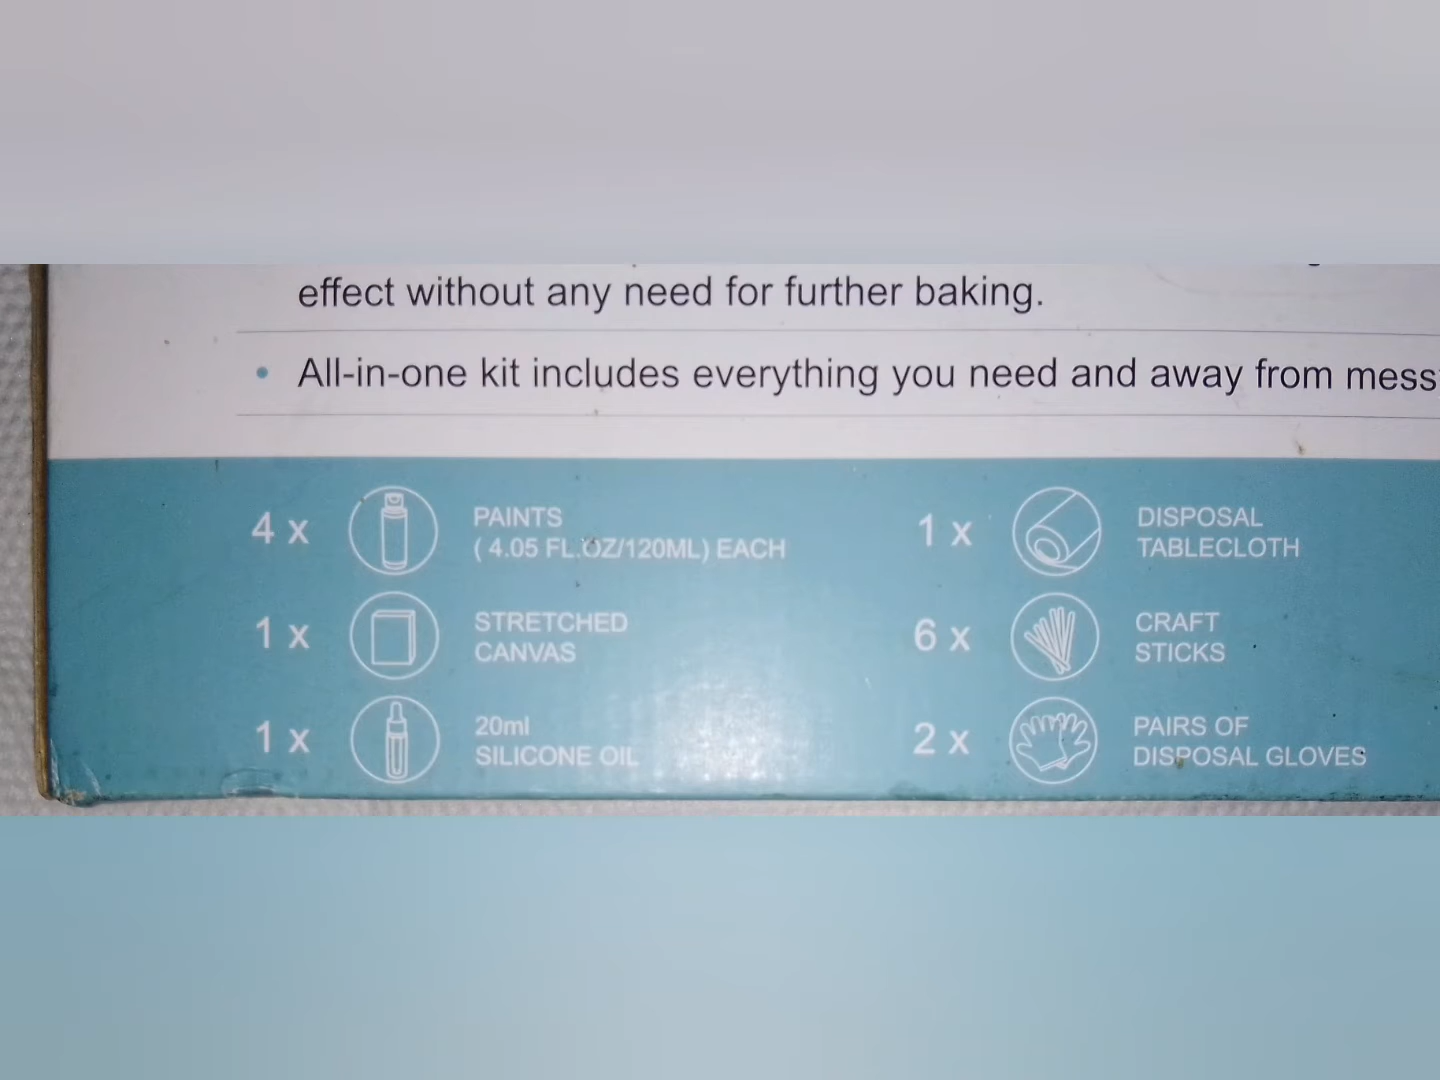 effect without any need for further baking.
• All-in-one kit includes everything you need and away from mess
4 x PAINTS
( 4.05 FL.OZ/120ML) EACH
1 x STRETCHED
CANVAS
1 x 20ml
SILICONE OIL
1 x DISPOSAL
TABLECLOTH
6 x CRAFT
STICKS
2 x PAIRS OF
DISPOSAL GLOVES